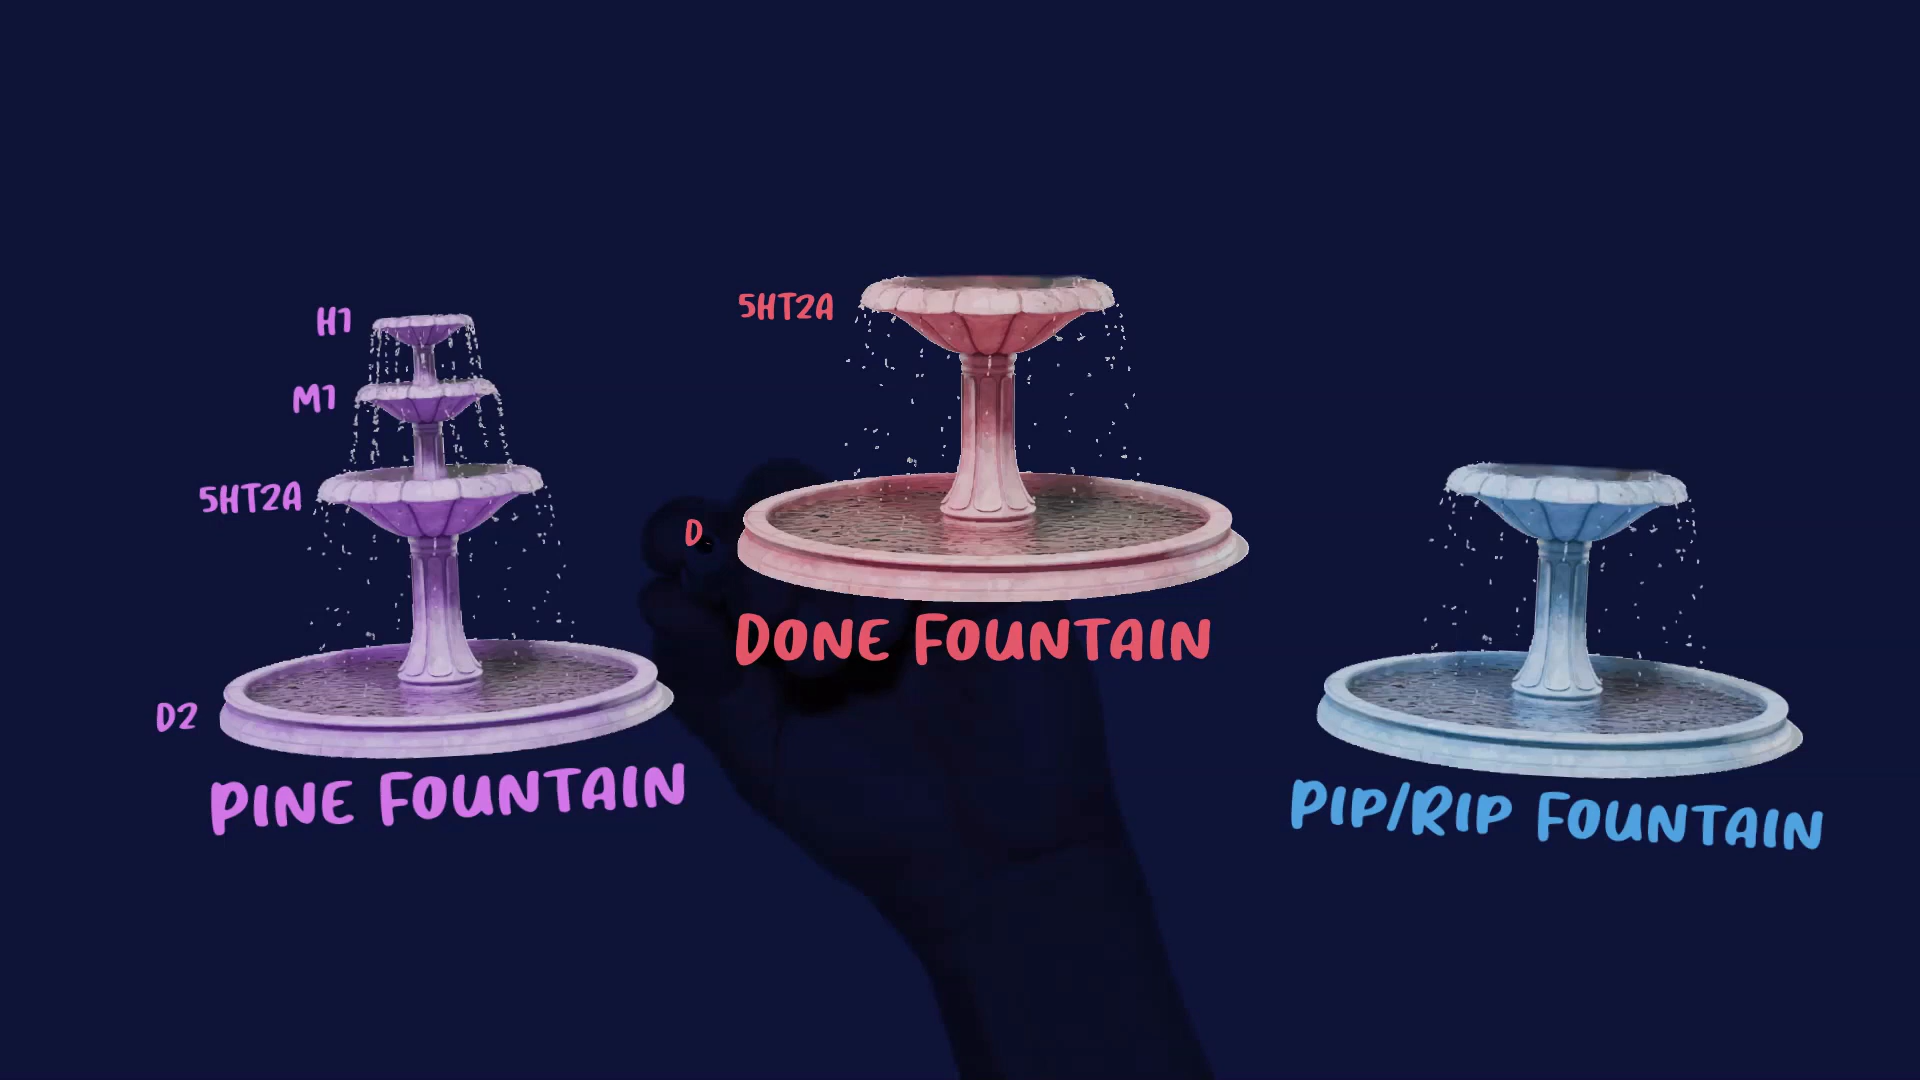 H1
M1
5HT2A
D2
PINE FOUNTAIN
5HT2A
D
DONE FOUNTAIN
PIP/RIP FOUNTAIN